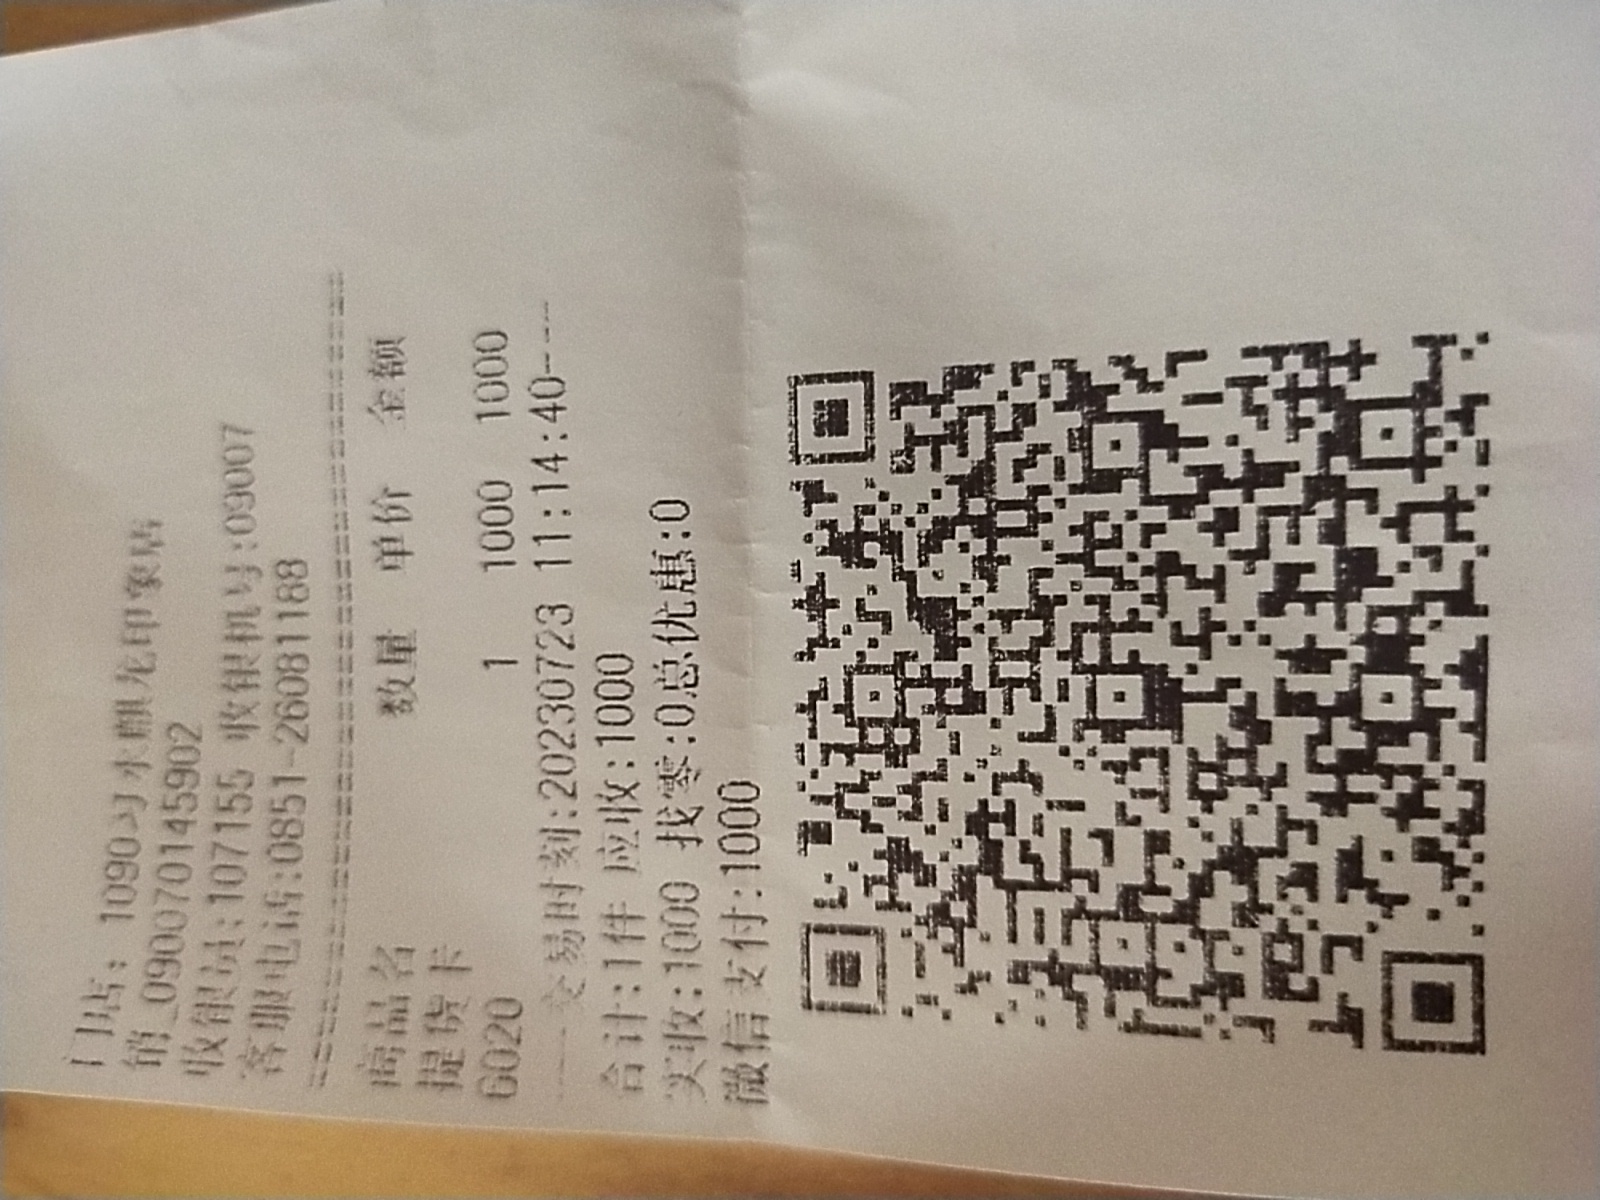 门店: 1090习水麒龙印象店
销_0900701459​02
收银员:107155 收银机号:09007
客服电话:0851-26081188
================================
商品名 数量 单价 金额
提货卡
6020 1 1000 1000
----交易时刻:20230723 11:14:40----
合计:1件 应收:1000
实收:1000 找零:0总优惠:0
微信支付:1000